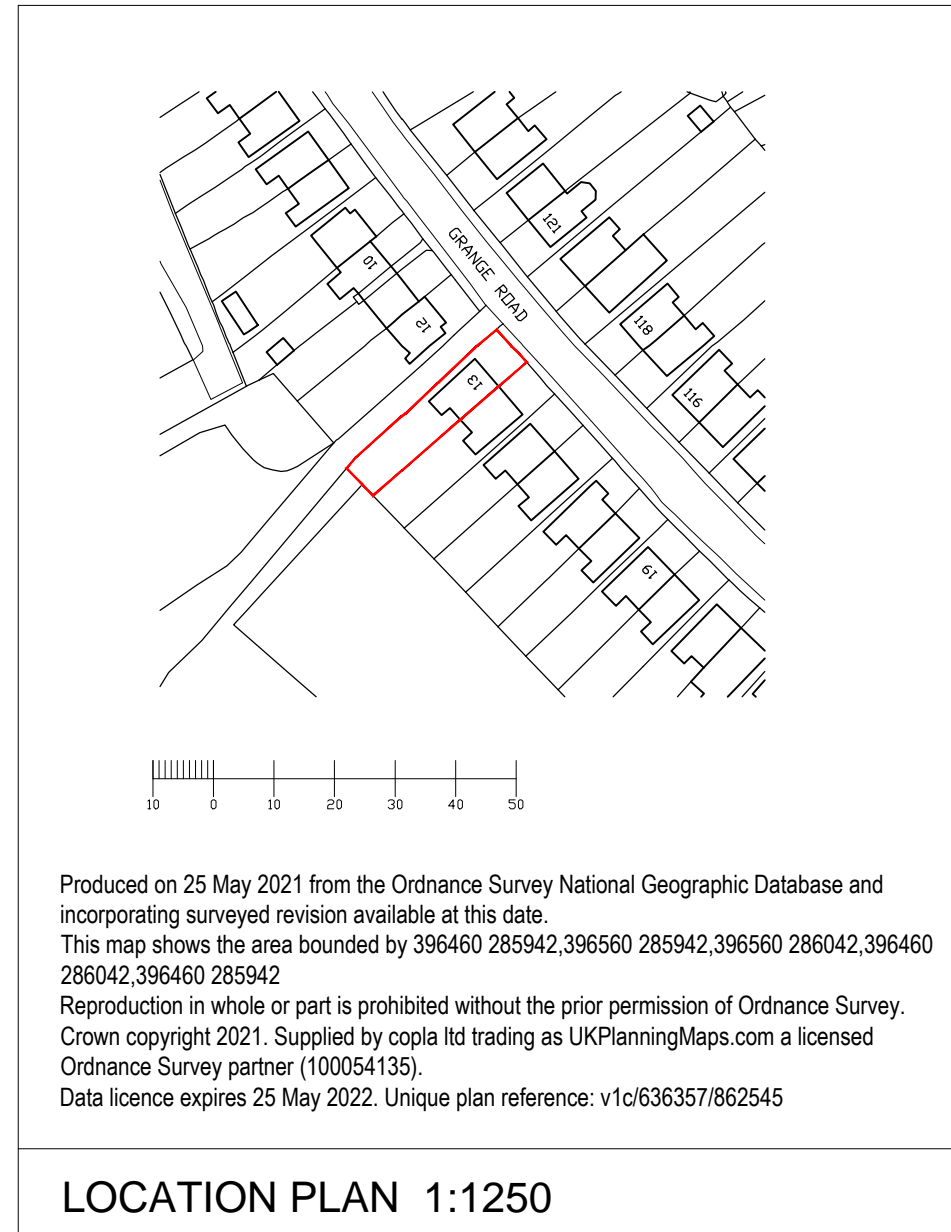 121
10
GRANGE ROAD
12
118
13
116
19
10 0 10 20 30 40 50
Produced on 25 May 2021 from the Ordnance Survey National Geographic Database and
incorporating surveyed revision available at this date.
This map shows the area bounded by 396460 285942,396560 285942,396560 286042,396460
286042,396460 285942
Reproduction in whole or part is prohibited without the prior permission of Ordnance Survey.
Crown copyright 2021. Supplied by copla ltd trading as UKPlanningMaps.com a licensed
Ordnance Survey partner (100054135).
Data licence expires 25 May 2022. Unique plan reference: v1c/636357/862545
LOCATION PLAN 1:1250